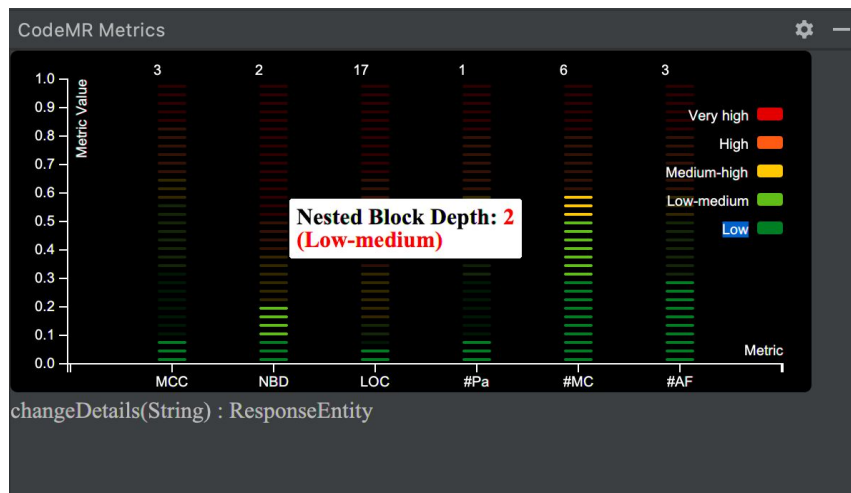 CodeMR Metrics
3 2 17 1 6 3
1.0
0.9
0.8
0.7
0.6
0.5
0.4
0.3
0.2
0.1
0.0
Metric Value
Very high
High
Medium-high
Low-medium
Low
Nested Block Depth: 2
(Low-medium)
Metric
MCC NBD LOC #Pa #MC #AF
changeDetails(String) : ResponseEntity